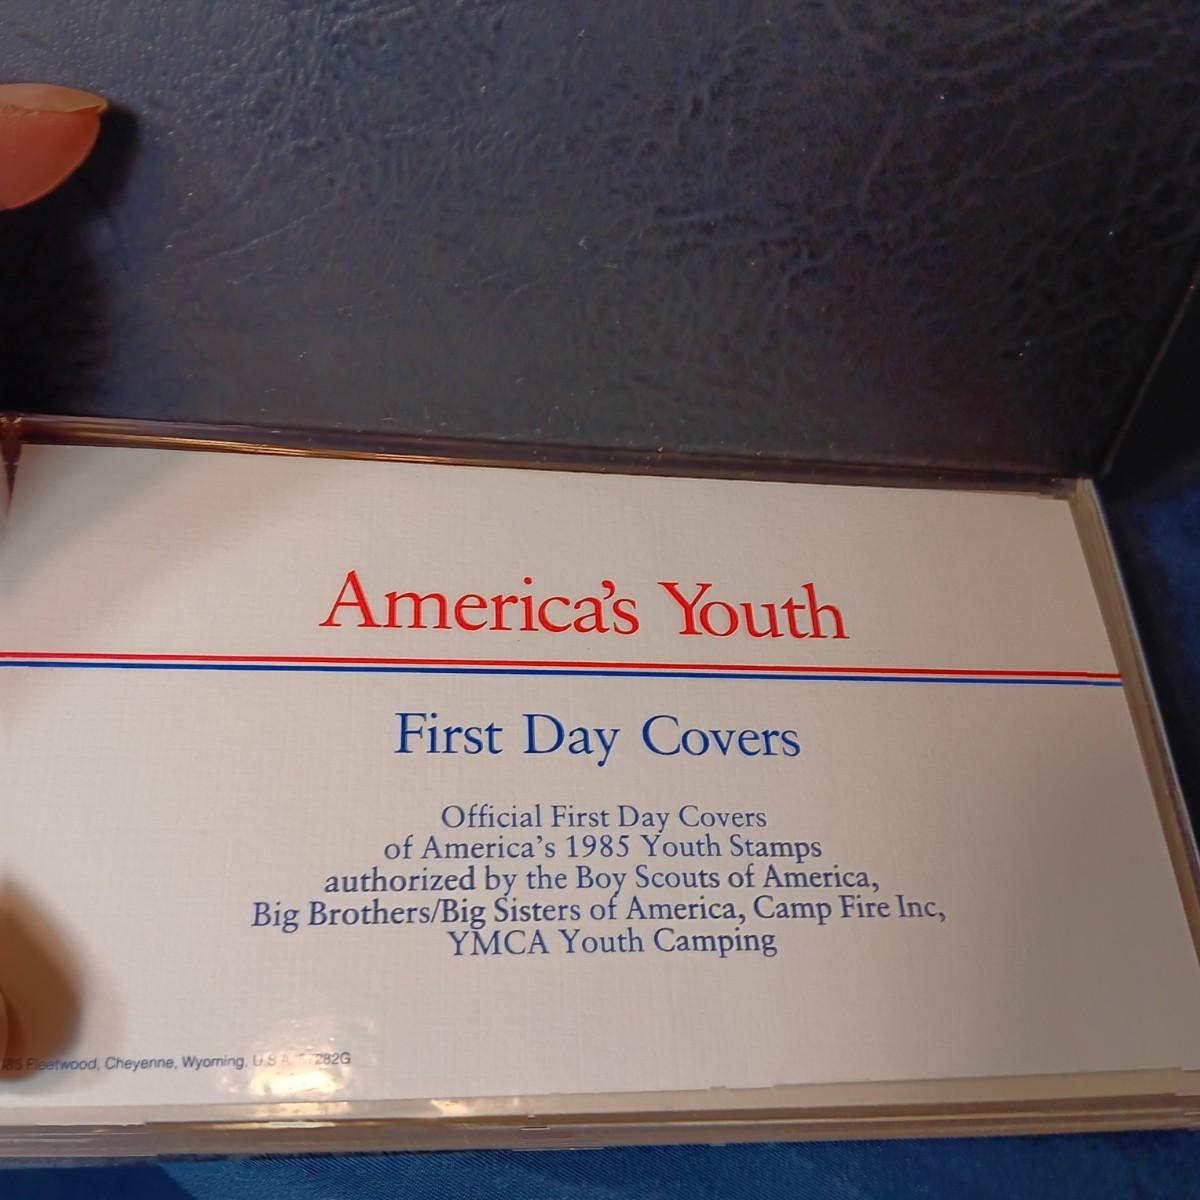 America's Youth
First Day Covers
Official First Day Covers
of America's 1985 Youth Stamps
authorized by the Boy Scouts of America,
Big Brothers/Big Sisters of America, Camp Fire Inc,
YMCA Youth Camping
Fleetwood, Cheyenne, Wyoming, U.S.A.